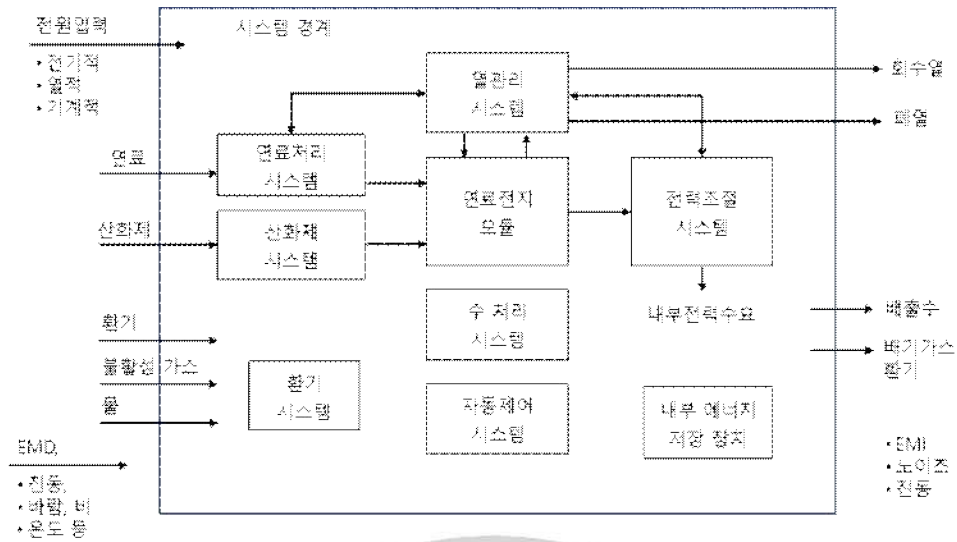 전원입력
• 전기적
• 열적
• 기계적
시스템 경계
열관리
시스템
회수열
폐열
연료
연료처리
시스템
연료전지
모듈
전력조절
시스템
산화제
산화제
시스템
내부전력수요
수 처리
시스템
환기
불활성 가스
물
환기
시스템
자동제어
시스템
내부 에너지
저장 장치
배출수
배기가스
환기
EMD,
• 진동,
• 바람, 비
• 온도 등
• EMI
• 노이즈
• 진동